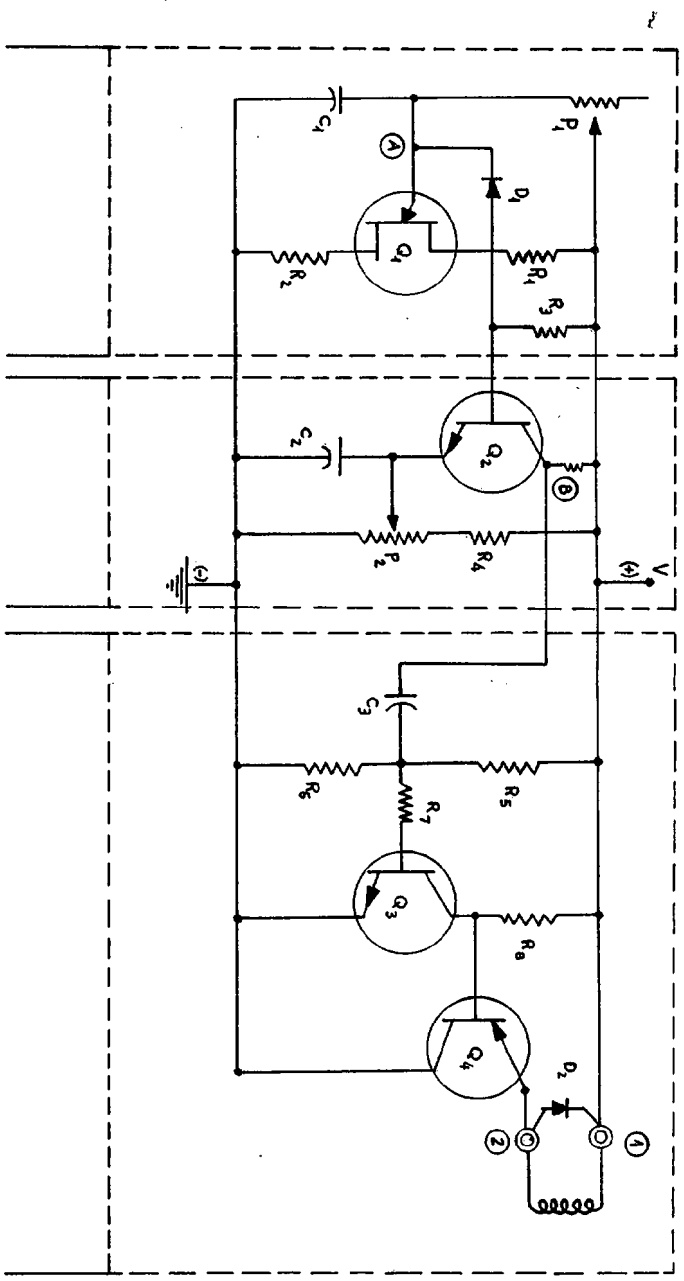 V
(+)
P₁
R₁
R₃
B
R₄
R₅
R₈
D₂
1
2
D₁
Q₂
Q₄
A
Q₁
P₂
R₇
Q₃
C₃
C₁
R₂
C₂
R₆
(-)